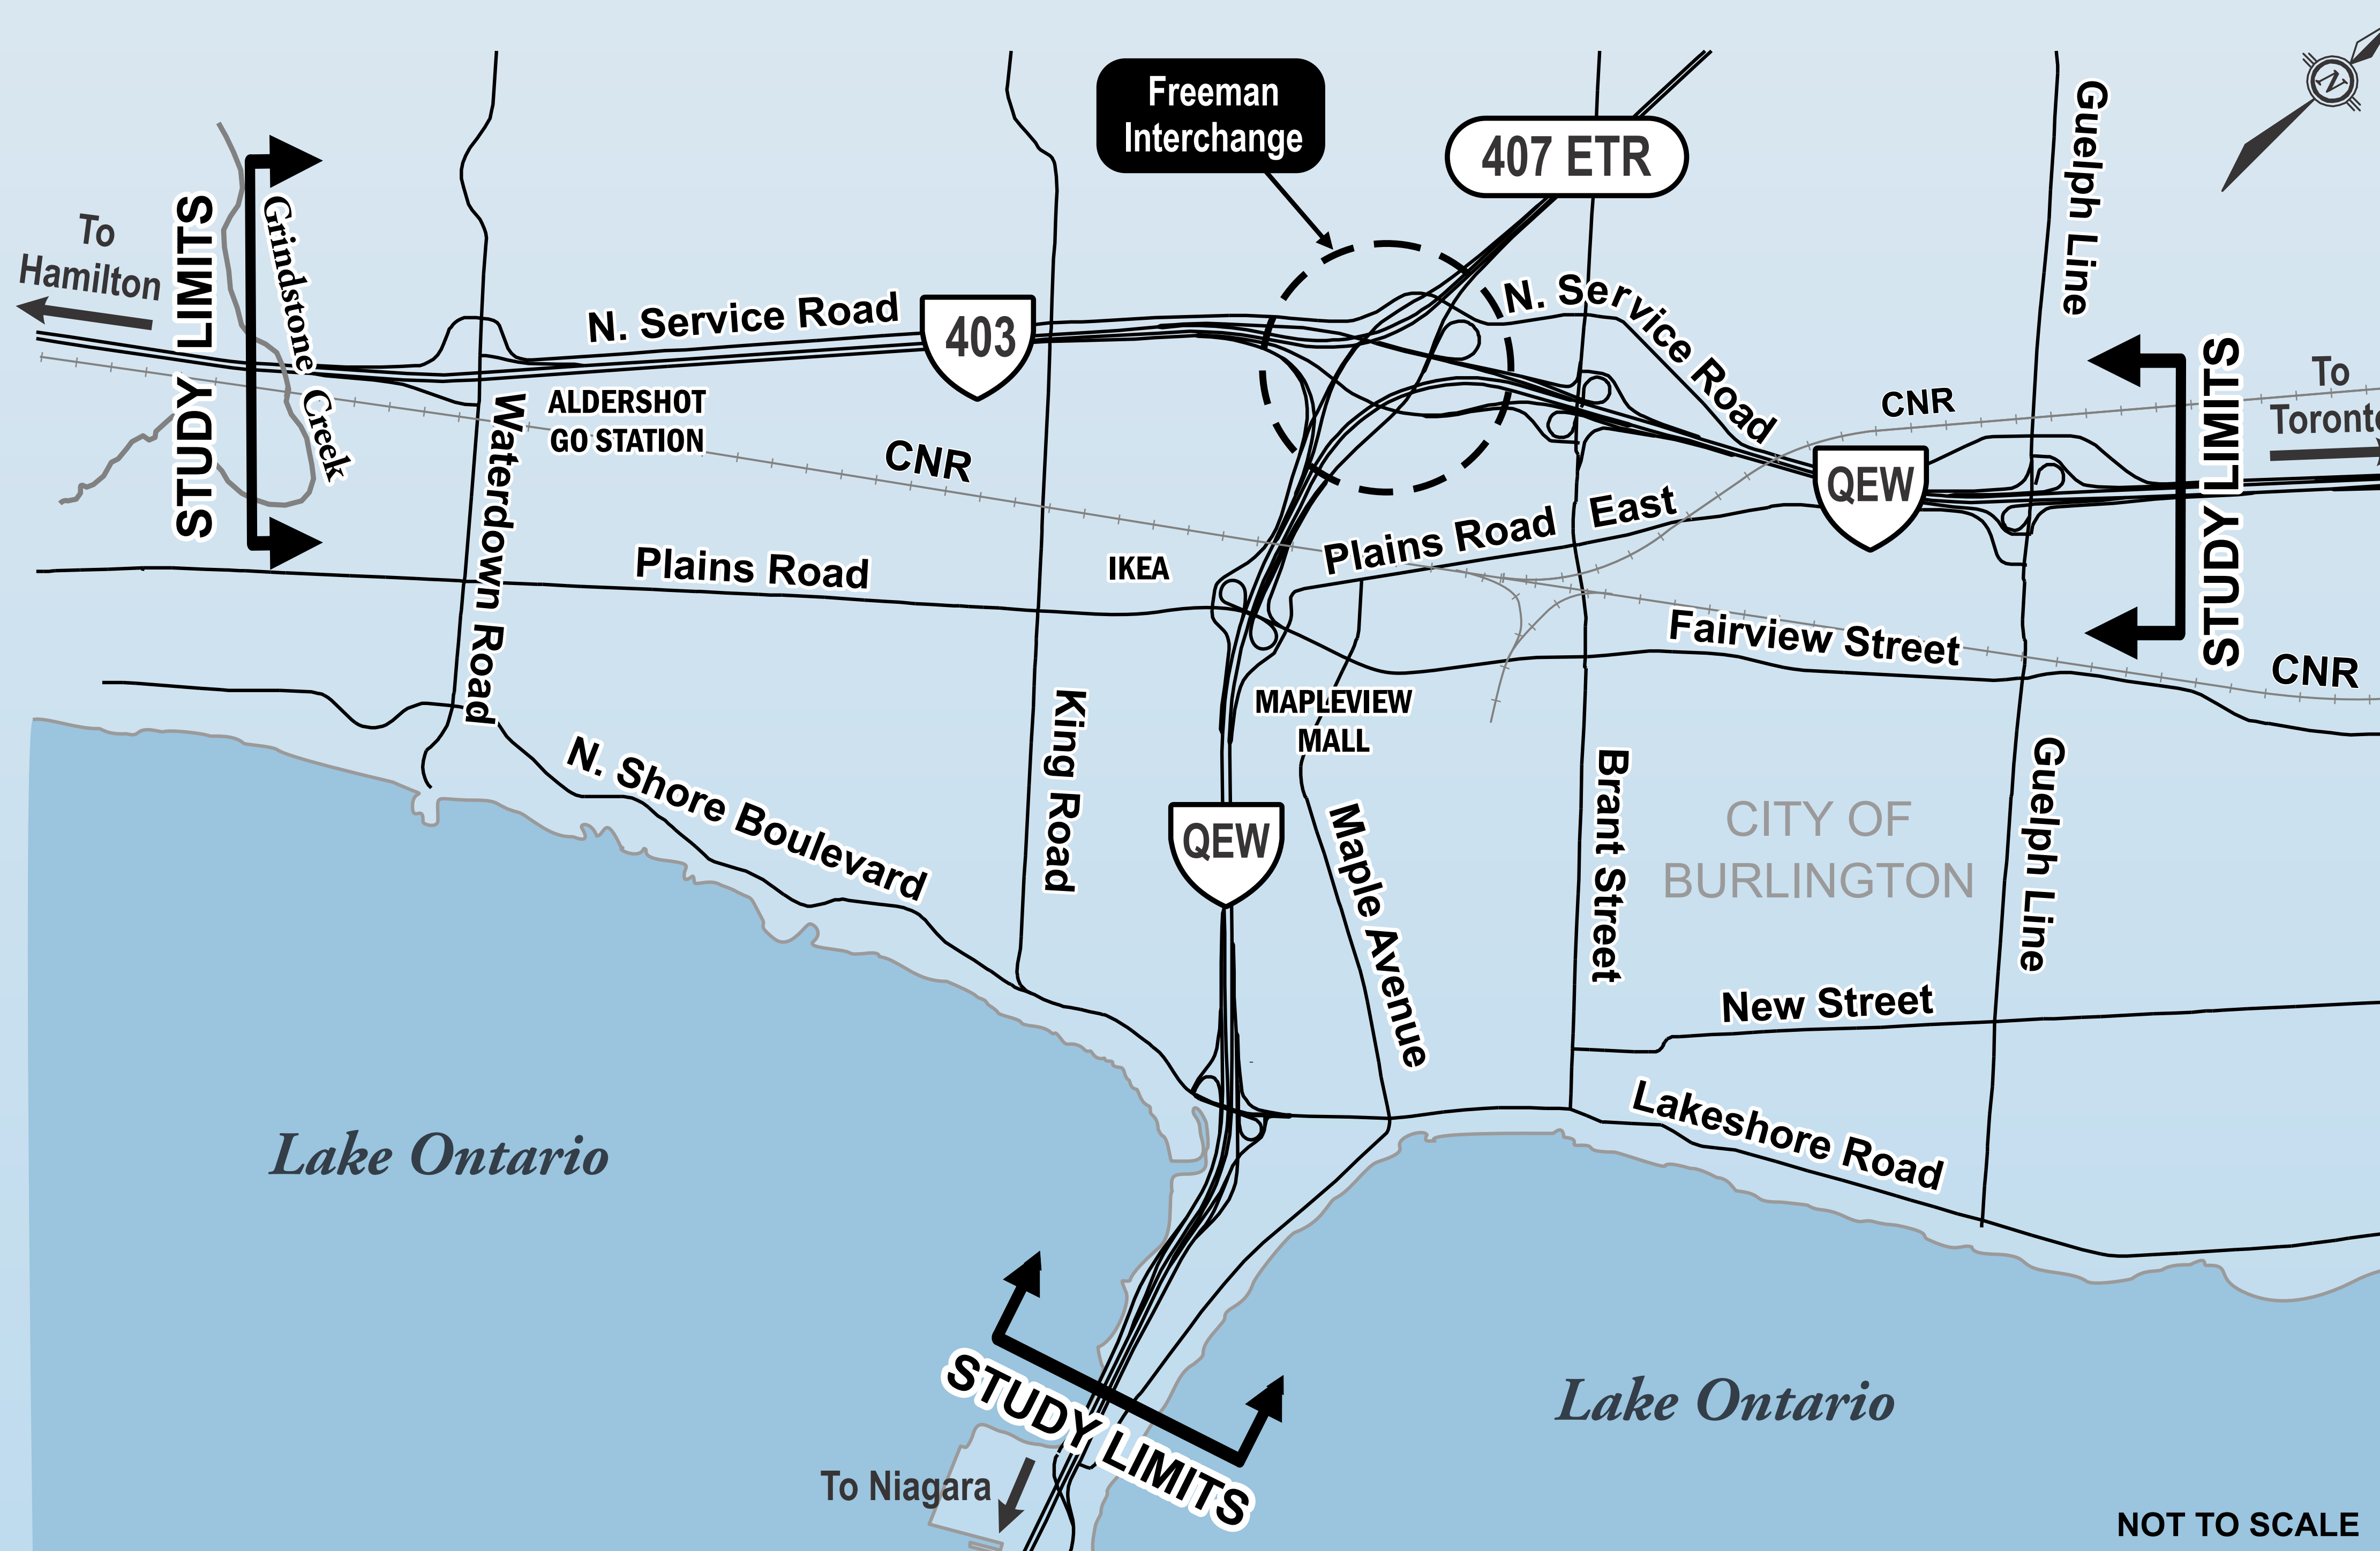 Freeman
Interchange
407 ETR
N
Guelph Line
To
Hamilton
STUDY LIMITS
Grindstone Creek
N. Service Road
403
N. Service Road
ALDERSHOT
GO STATION
CNR
CNR
QEW
To
Toronto
STUDY LIMITS
Waterdown Road
Plains Road
IKEA
Plains Road East
Fairview Street
CNR
MAPLEVIEW
MALL
N. Shore Boulevard
King Road
QEW
Maple Avenue
Brant Street
CITY OF
BURLINGTON
Guelph Line
New Street
Lakeshore Road
Lake Ontario
STUDY LIMITS
Lake Ontario
To Niagara
NOT TO SCALE